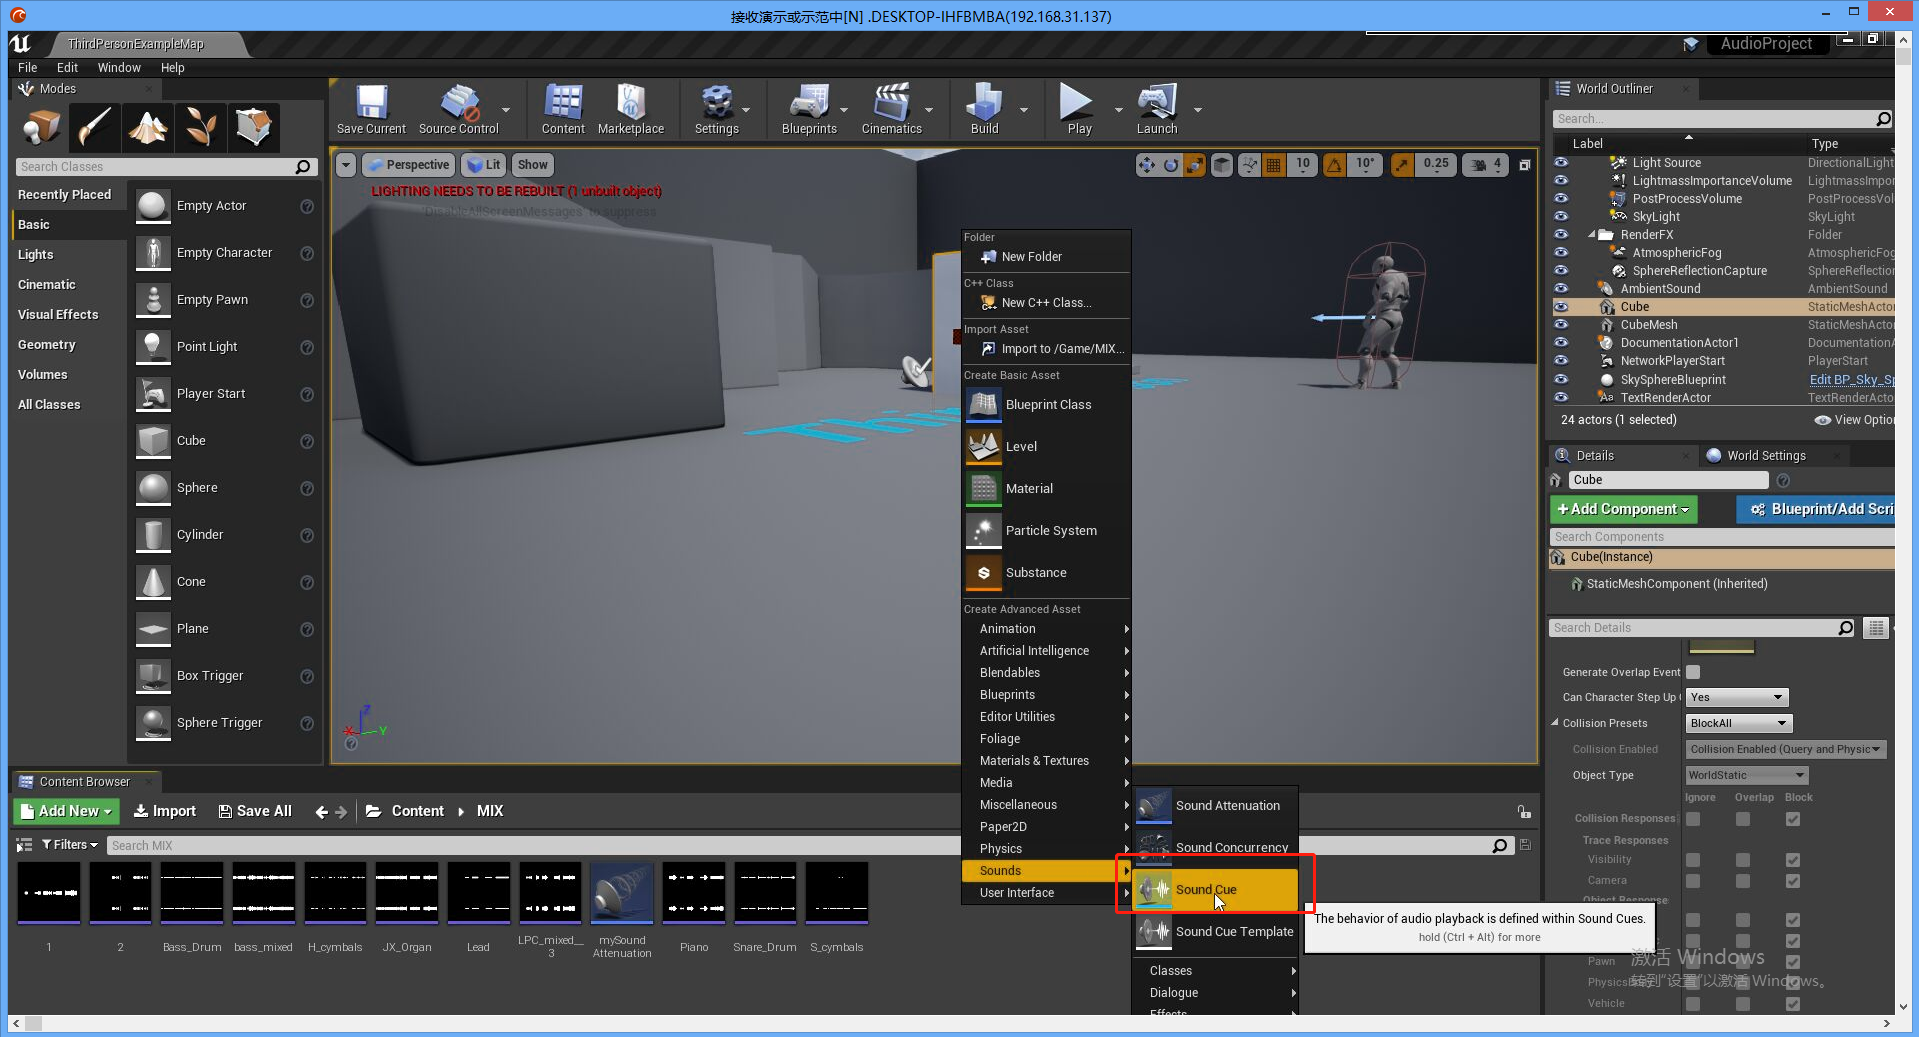 接收演示或示范中[N] .DESKTOP-IHFBMBA(192.168.31.137)
ThirdPersonExampleMap
AudioProject
File Edit Window Help
Modes
Search Classes
Recently Placed
Basic
Lights
Cinematic
Visual Effects
Geometry
Volumes
All Classes
Empty Actor
Empty Character
Empty Pawn
Point Light
Player Start
Cube
Sphere
Cylinder
Cone
Plane
Box Trigger
Sphere Trigger
Save Current
Source Control
Content
Marketplace
Settings
Blueprints
Cinematics
Build
Play
Launch
Perspective
Lit
Show
10
10°
0.25
4
LIGHTING NEEDS TO BE REBUILT (1 unbuilt object)
'DisableAllScreenMessages' to suppress
Thi
X
Y
Z
Folder
New Folder
C++ Class
New C++ Class...
Import Asset
Import to /Game/MIX...
Create Basic Asset
Blueprint Class
Level
Material
Particle System
Substance
Create Advanced Asset
Animation
Artificial Intelligence
Blendables
Blueprints
Editor Utilities
Foliage
Materials & Textures
Media
Miscellaneous
Paper2D
Physics
Sounds
User Interface
Sound Attenuation
Sound Concurrency
Sound Cue
Sound Cue Template
Classes
Dialogue
Effects
The behavior of audio playback is defined within Sound Cues.
hold (Ctrl + Alt) for more
World Outliner
Search...
Label Type
Light Source DirectionalLight
LightmassImportanceVolume LightmassImpor
PostProcessVolume PostProcessVol
SkyLight SkyLight
RenderFX Folder
AtmosphericFog AtmosphericFog
SphereReflectionCapture SphereReflection
AmbientSound AmbientSound
Cube StaticMeshActor
CubeMesh StaticMeshActor
DocumentationActor1 DocumentationA
NetworkPlayerStart PlayerStart
SkySphereBlueprint Edit BP_Sky_Sp
TextRenderActor TextRenderActo
24 actors (1 selected) View Option
Details
World Settings
Cube
Add Component
Blueprint/Add Scri
Search Components
Cube(Instance)
StaticMeshComponent (Inherited)
Search Details
Generate Overlap Event
Can Character Step Up Yes
Collision Presets BlockAll
Collision Enabled Collision Enabled (Query and Physic
Object Type WorldStatic
Ignore Overlap Block
Collision Responses
Trace Responses
Visibility
Camera
Object Response
Pawn
Physics
Vehicle
激活 Windows
转到“设置”以激活 Windows。
Content Browser
Add New
Import
Save All
Content
MIX
Filters
Search MIX
1
2
Bass_Drum
bass_mixed
H_cymbals
JX_Organ
Lead
LPC_mixed__
3
mySound
Attenuation
Piano
Snare_Drum
S_cymbals